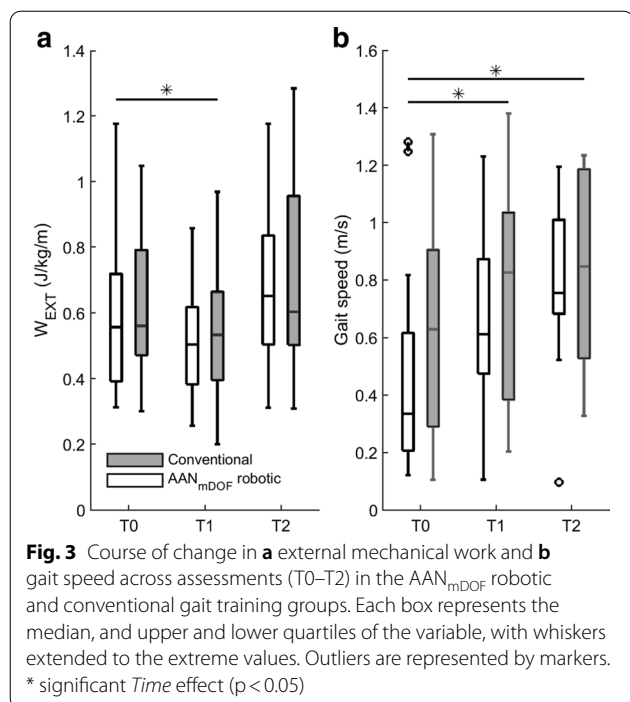 a
b
1.4
1.2
1
0.8
0.6
0.4
0.2
0
W_EXT (J/kg/m)
*
Conventional
AAN_mDOF robotic
T0 T1 T2
1.6
1.4
1.2
1
0.8
0.6
0.4
0.2
0
Gait speed (m/s)
*
*
T0 T1 T2
Fig. 3 Course of change in a external mechanical work and b
gait speed across assessments (T0–T2) in the AAN_mDOF robotic
and conventional gait training groups. Each box represents the
median, and upper and lower quartiles of the variable, with whiskers
extended to the extreme values. Outliers are represented by markers.
* significant Time effect (p < 0.05)